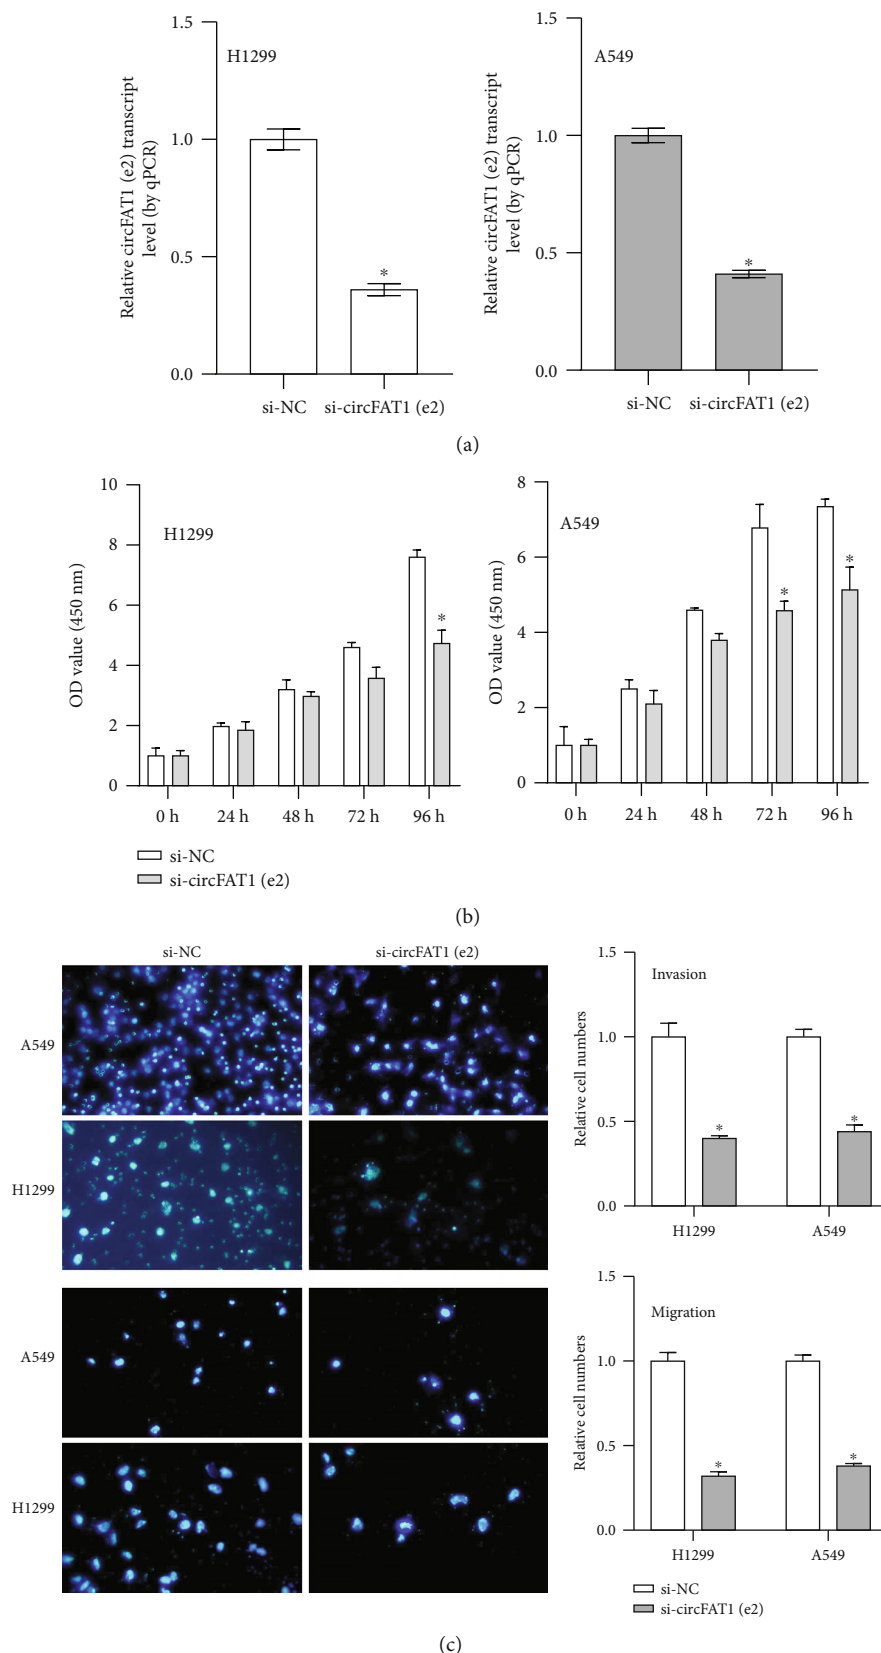 1.5
1.0
0.5
0.0
Relative circFAT1 (e2) transcript
level (by qPCR)
H1299
*
si-NC
si-circFAT1 (e2)
1.5
1.0
0.5
0.0
Relative circFAT1 (e2) transcript
level (by qPCR)
A549
*
si-NC
si-circFAT1 (e2)
(a)
10
8
6
4
2
0
OD value (450 nm)
H1299
*
0 h
24 h
48 h
72 h
96 h
si-NC
si-circFAT1 (e2)
8
6
4
2
0
OD value (450 nm)
A549
*
*
0 h
24 h
48 h
72 h
96 h
(b)
si-NC
si-circFAT1 (e2)
A549
H1299
A549
H1299
1.5
1.0
0.5
0.0
Relative cell numbers
Invasion
*
*
H1299
A549
1.5
1.0
0.5
0.0
Relative cell numbers
Migration
*
*
H1299
A549
si-NC
si-circFAT1 (e2)
(c)